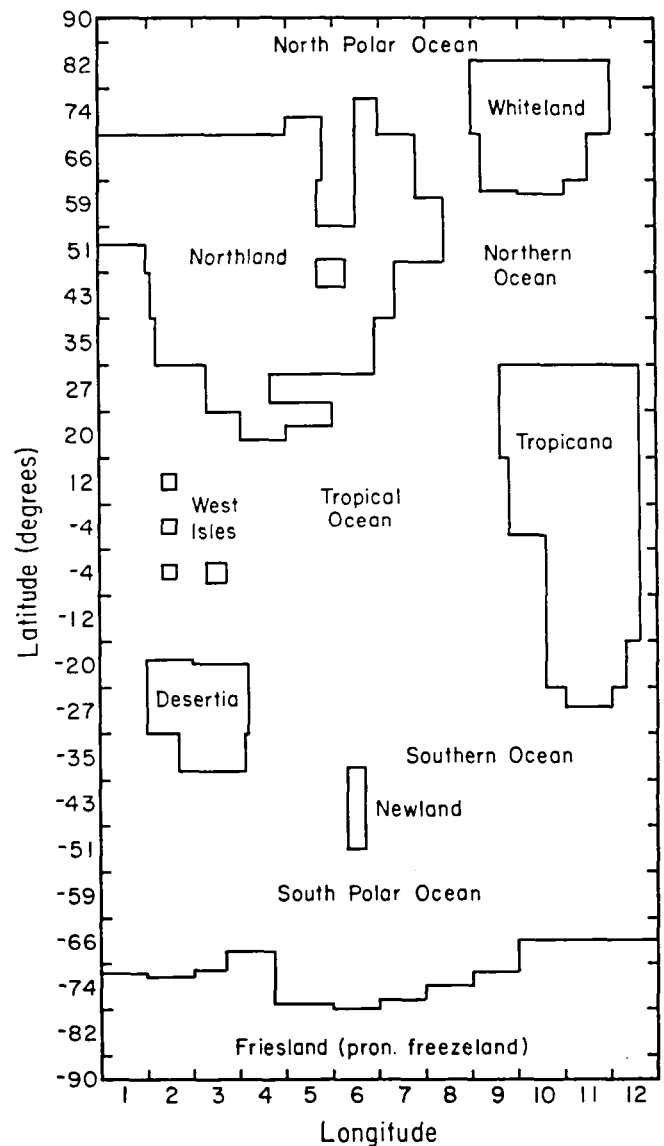 90
North Polar Ocean
82
Whiteland
74
66
59
51
Northland
Northern
Ocean
43
35
27
20
Tropicana
12
West
Isles
Tropical
Ocean
-4
-4
-12
-20
Desertia
-27
-35
Southern Ocean
-43
Newland
-51
-59
South Polar Ocean
-66
-74
-82
Friesland (pron. freezeland)
-90
Latitude (degrees)
1 2 3 4 5 6 7 8 9 10 11 12
Longitude